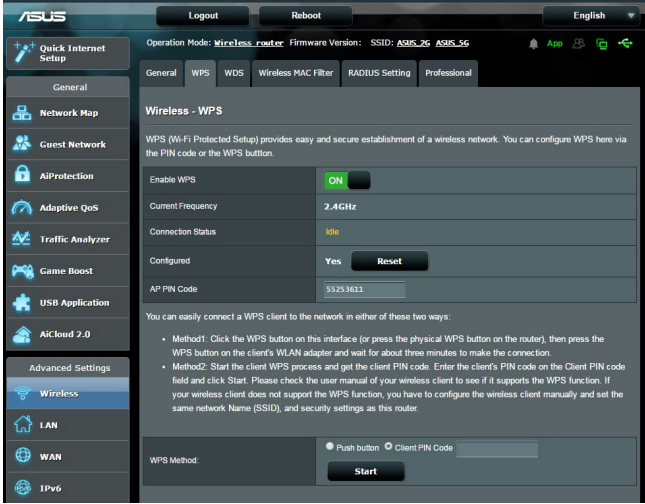 ASUS
Logout
Reboot
English
Quick Internet
Setup
Operation Mode: Wireless router Firmware Version: SSID: ASUS_2G ASUS_5G
App
General
WPS
WDS
Wireless MAC Filter
RADIUS Setting
Professional
General
Network Map
Guest Network
AiProtection
Adaptive QoS
Traffic Analyzer
Game Boost
USB Application
AiCloud 2.0
Advanced Settings
Wireless
LAN
WAN
IPv6
Wireless - WPS
WPS (Wi-Fi Protected Setup) provides easy and secure establishment of a wireless network. You can configure WPS here via
the PIN code or the WPS buttton.
Enable WPS
ON
Current Frequency
2.4GHz
Connection Status
Idle
Configured
Yes
Reset
AP PIN Code
55253611
You can easily connect a WPS client to the network in either of these two ways:
• Method1: Click the WPS button on this interface (or press the physical WPS button on the router), then press the
WPS button on the client's WLAN adapter and wait for about three minutes to make the connection.
• Method2: Start the client WPS process and get the client PIN code. Enter the client's PIN code on the Client PIN code
field and click Start. Please check the user manual of your wireless client to see if it supports the WPS function. If
your wireless client does not support the WPS function, you have to configure the wireless client manually and set the
same network Name (SSID), and security settings as this router.
WPS Method:
Push button
Client PIN Code
Start